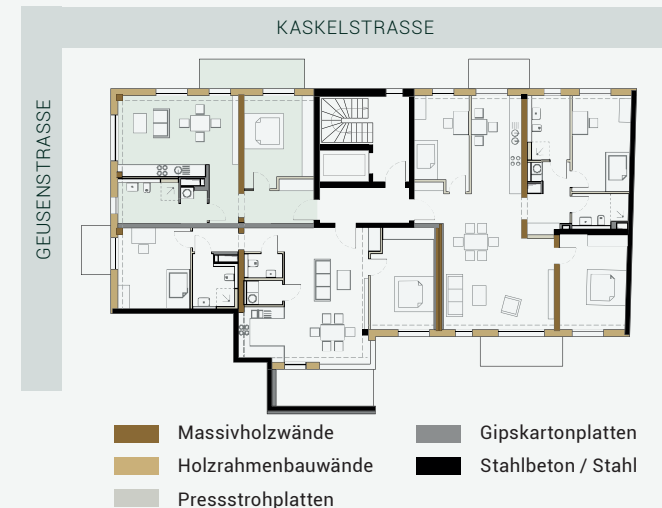 KASKELSTRASSE
GEUSENSTRASSE
Massivholzwände
Holzrahmenbauwände
Pressstrohplatten
Gipskartonplatten
Stahlbeton / Stahl